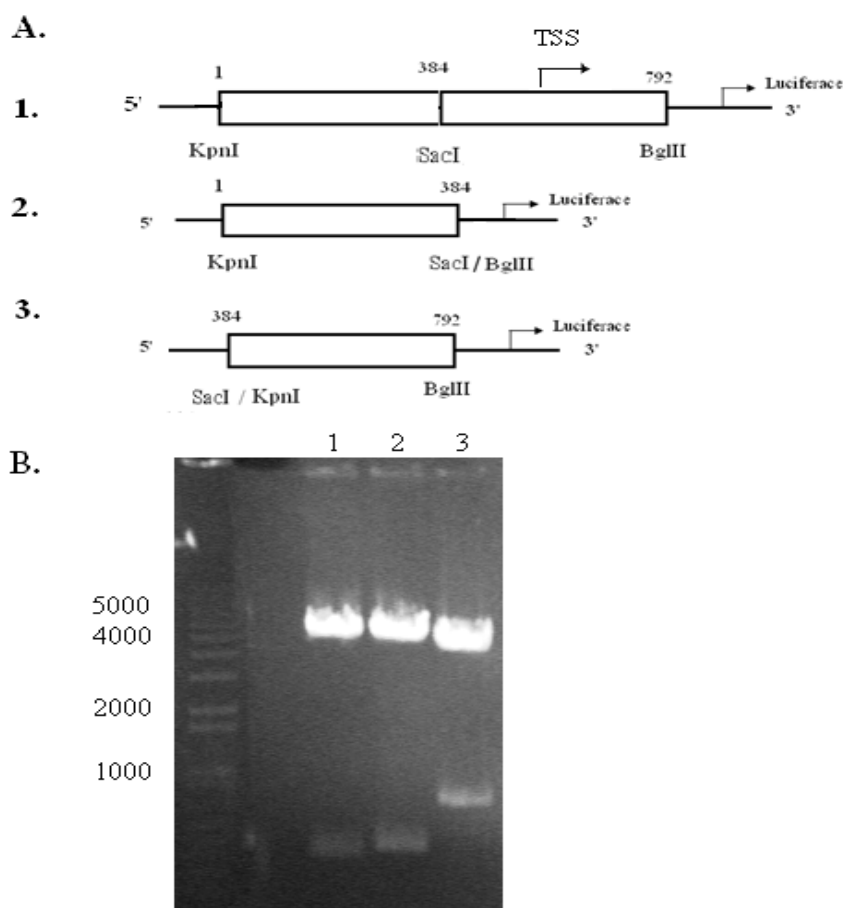 A.
TSS
1 384 792 Luciferace
1. 5' 3'
KpnI SacI BglII
1 384 Luciferace
2. 5' 3'
KpnI SacI/BglII
3.
384 792 Luciferace
5' 3'
SacI / KpnI BglII
B.
1 2 3
5000
4000
2000
1000